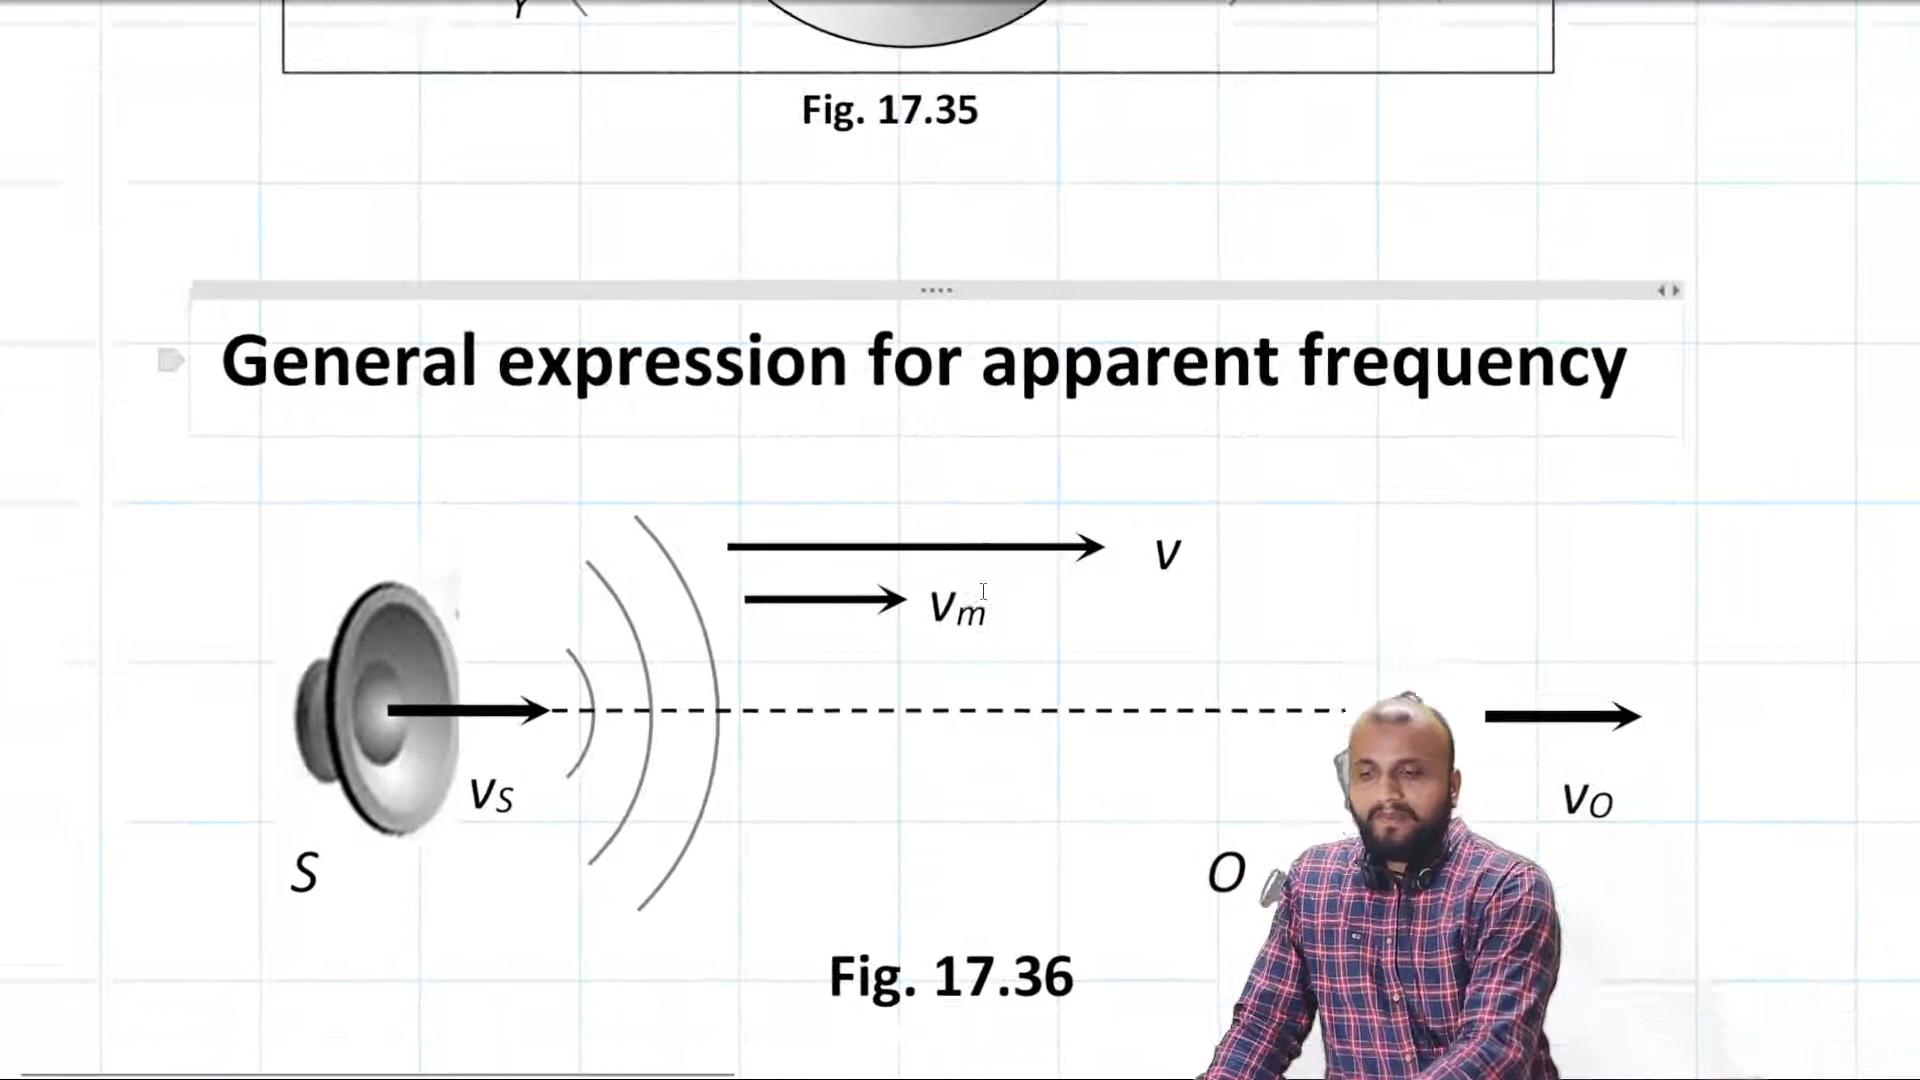 Y
Fig. 17.35
General expression for apparent frequency
v
vm
vS
vO
S
O
Fig. 17.36